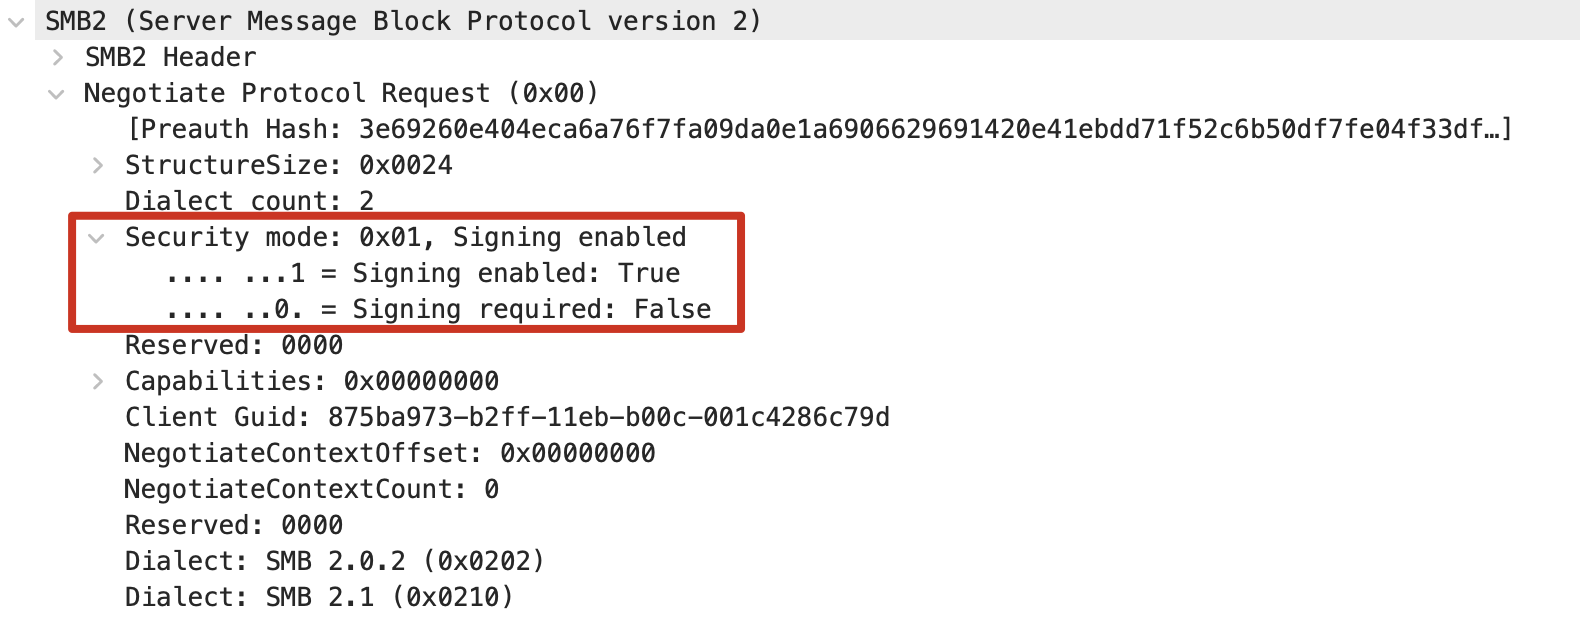 SMB2 (Server Message Block Protocol version 2)
SMB2 Header
Negotiate Protocol Request (0x00)
[Preauth Hash: 3e69260e404eca6a76f7fa09da0e1a6906629691420e41ebdd71f52c6b50df7fe04f33df…]
StructureSize: 0x0024
Dialect count: 2
Security mode: 0x01, Signing enabled
.... ...1 = Signing enabled: True
.... ..0. = Signing required: False
Reserved: 0000
Capabilities: 0x00000000
Client Guid: 875ba973-b2ff-11eb-b00c-001c4286c79d
NegotiateContextOffset: 0x00000000
NegotiateContextCount: 0
Reserved: 0000
Dialect: SMB 2.0.2 (0x0202)
Dialect: SMB 2.1 (0x0210)